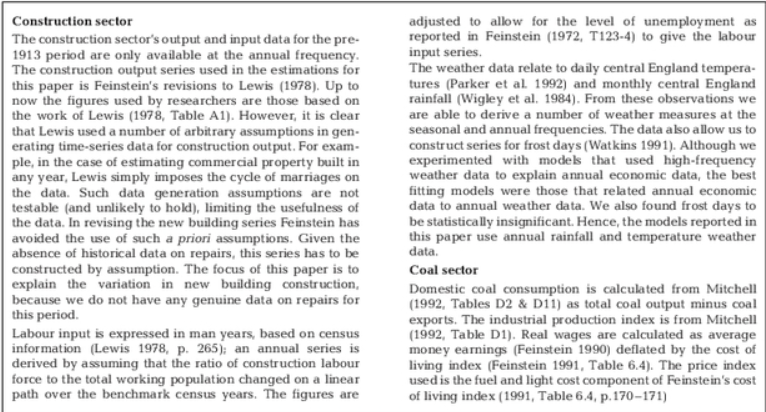 Construction sector
The construction sector's output and input data for the pre-
1913 period are only available at the annual frequency.
The construction output series used in the estimations for
this paper is Feinstein's revisions to Lewis (1978). Up to
now the figures used by researchers are those based on
the work of Lewis (1978, Table A1). However, it is clear
that Lewis used a number of arbitrary assumptions in gen-
erating time-series data for construction output. For exam-
ple, in the case of estimating commercial property built in
any year, Lewis simply imposes the cycle of marriages on
the data. Such data generation assumptions are not
testable (and unlikely to hold), limiting the usefulness of
the data. In revising the new building series Feinstein has
avoided the use of such a priori assumptions. Given the
absence of historical data on repairs, this series has to be
constructed by assumption. The focus of this paper is to
explain the variation in new building construction,
because we do not have any genuine data on repairs for
this period.
Labour input is expressed in man years, based on census
information (Lewis 1978, p. 265); an annual series is
derived by assuming that the ratio of construction labour
force to the total working population changed on a linear
path over the benchmark census years. The figures are
adjusted to allow for the level of unemployment as
reported in Feinstein (1972, T123-4) to give the labour
input series.
The weather data relate to daily central England tempera-
tures (Parker et al. 1992) and monthly central England
rainfall (Wigley et al. 1984). From these observations we
are able to derive a number of weather measures at the
seasonal and annual frequencies. The data also allow us to
construct series for frost days (Watkins 1991). Although we
experimented with models that used high-frequency
weather data to explain annual economic data, the best
fitting models were those that related annual economic
data to annual weather data. We also found frost days to
be statistically insignificant. Hence, the models reported in
this paper use annual rainfall and temperature weather
data.
Coal sector
Domestic coal consumption is calculated from Mitchell
(1992, Tables D2 & D11) as total coal output minus coal
exports. The industrial production index is from Mitchell
(1992, Table D1). Real wages are calculated as average
money earnings (Feinstein 1990) deflated by the cost of
living index (Feinstein 1991, Table 6.4). The price index
used is the fuel and light cost component of Feinstein's cost
of living index (1991, Table 6.4, p.170–171)